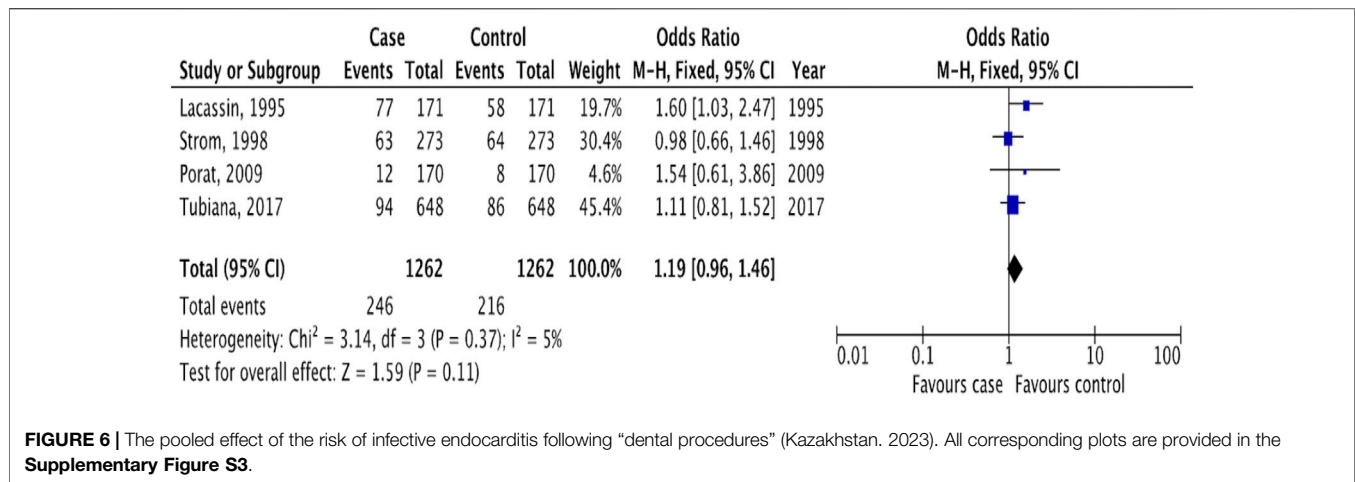 Case Control Odds Ratio Odds Ratio
Study or Subgroup Events Total Events Total Weight M-H, Fixed, 95% CI Year M-H, Fixed, 95% CI
Lacassin, 1995 77 171 58 171 19.7% 1.60 [1.03, 2.47] 1995
Strom, 1998 63 273 64 273 30.4% 0.98 [0.66, 1.46] 1998
Porat, 2009 12 170 8 170 4.6% 1.54 [0.61, 3.86] 2009
Tubiana, 2017 94 648 86 648 45.4% 1.11 [0.81, 1.52] 2017
Total (95% CI) 1262 1262 100.0% 1.19 [0.96, 1.46]
Total events 246 216
Heterogeneity: Chi² = 3.14, df = 3 (P = 0.37); I² = 5%
Test for overall effect: Z = 1.59 (P = 0.11)
0.01 0.1 1 10 100
Favours case Favours control
FIGURE 6 | The pooled effect of the risk of infective endocarditis following “dental procedures” (Kazakhstan. 2023). All corresponding plots are provided in the
Supplementary Figure S3.